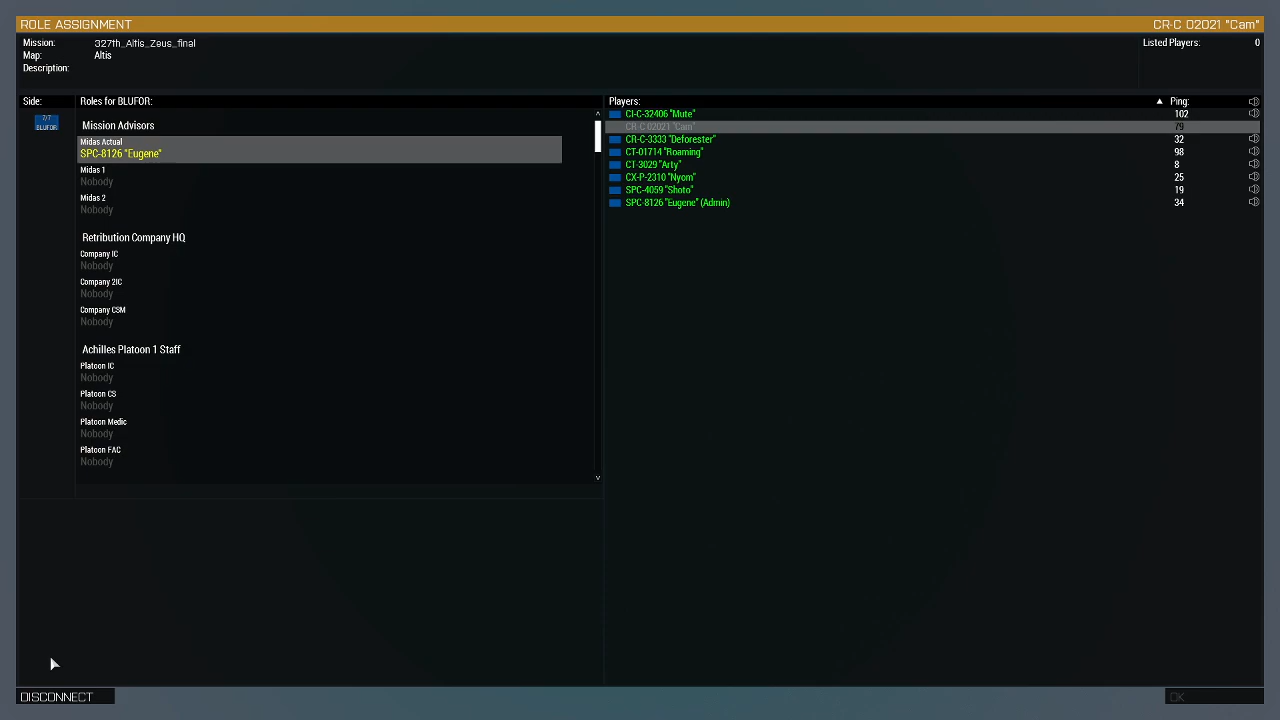 ROLE ASSIGNMENT
CR-C 02021 "Cam"
Mission: 327th_Altis_Zeus_final
Map: Altis
Description:
Listed Players: 0
Side:
7/7
BLUFOR
Roles for BLUFOR:
Mission Advisors
Midas Actual
SPC-8126 "Eugene"
Midas 1
Nobody
Midas 2
Nobody
Retribution Company HQ
Company IC
Nobody
Company 2IC
Nobody
Company CSM
Nobody
Achilles Platoon 1 Staff
Platoon IC
Nobody
Platoon CS
Nobody
Platoon Medic
Nobody
Platoon FAC
Nobody
Players: Ping:
CI-C-32406 "Mute" 102
CR-C 02021 "Cam" 79
CR-C-3333 "Deforester" 32
CT-01714 "Roaming" 98
CT-3029 "Arty" 8
CX-P-2310 "Nyom" 25
SPC-4059 "Shoto" 19
SPC-8126 "Eugene" (Admin) 34
DISCONNECT
OK